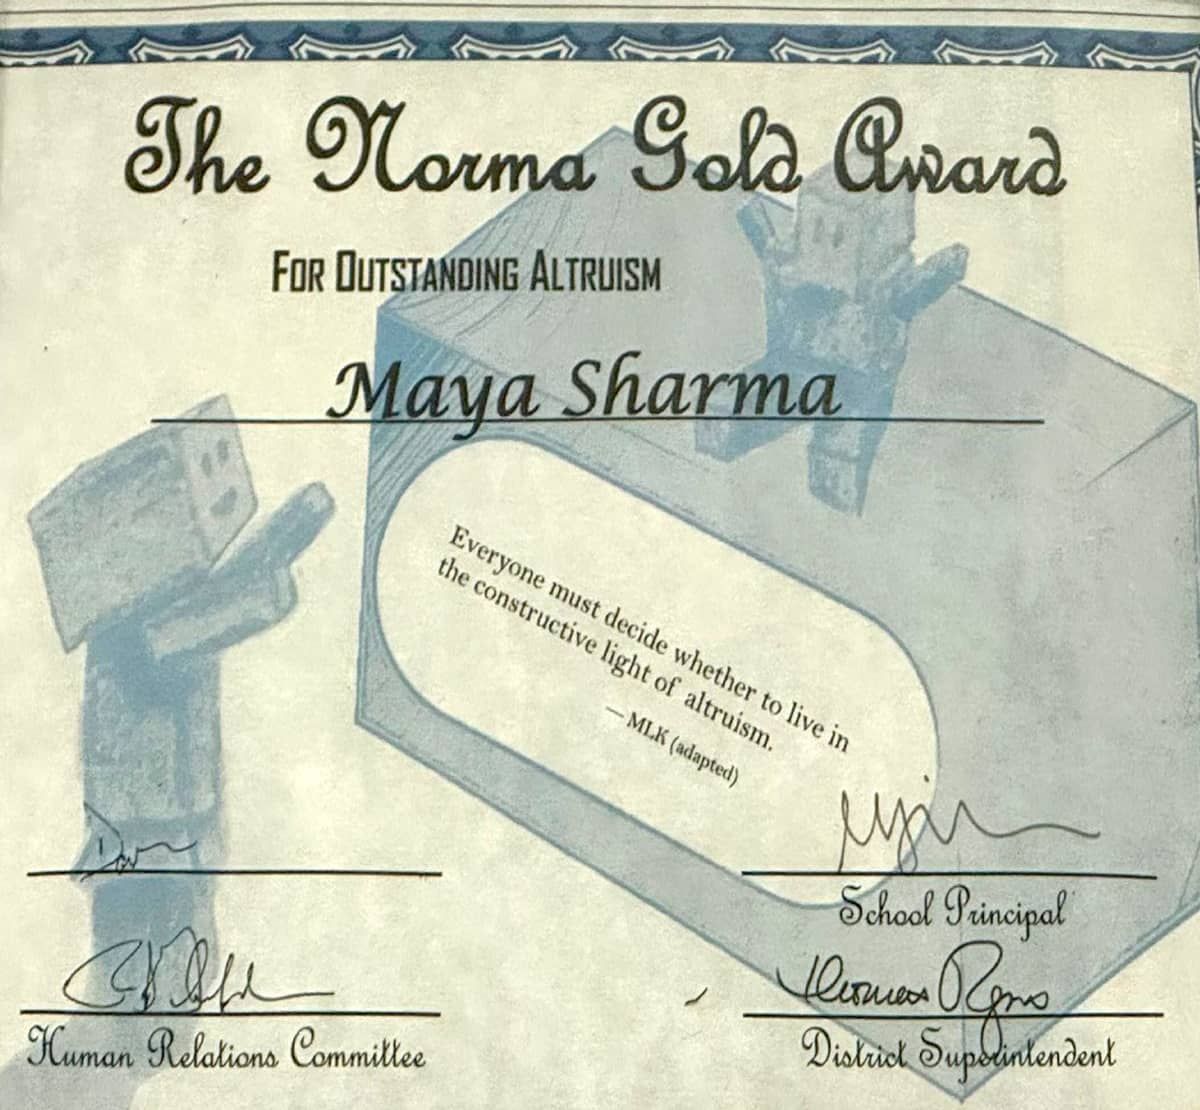 The Norma Gold Award
For Outstanding Altruism
Maya Sharma
Everyone must decide whether to live in
the constructive light of altruism.
— MLK (adapted)
School Principal
Human Relations Committee
District Superintendent